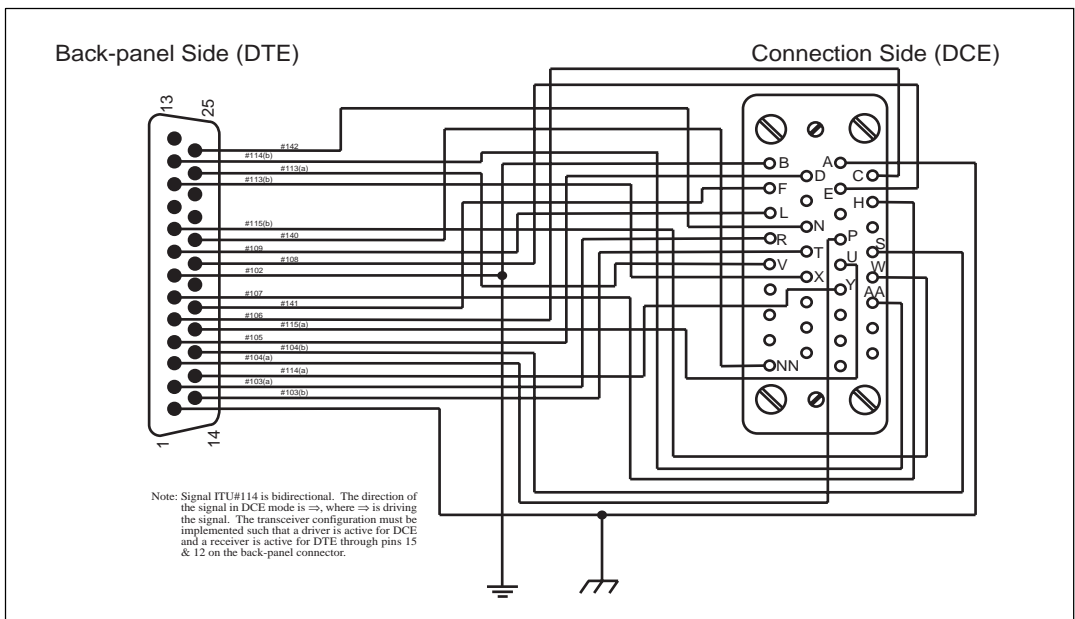 Back-panel Side (DTE)
Connection Side (DCE)
13
25
#142
#114(b)
#113(a)
#113(b)
#115(b)
#140
#109
#108
#102
#107
#141
#106
#115(a)
#105
#104(b)
#104(a)
#114(a)
#103(a)
#103(b)
1
14
B
A
D
C
F
E
H
L
N
R
P
S
T
V
U
W
X
Y
AA
NN
Note: Signal ITU#114 is bidirectional. The direction of
the signal in DCE mode is ⇒, where ⇒ is driving
the signal. The transceiver configuration must be
implemented such that a driver is active for DCE
and a receiver is active for DTE through pins 15
& 12 on the back-panel connector.